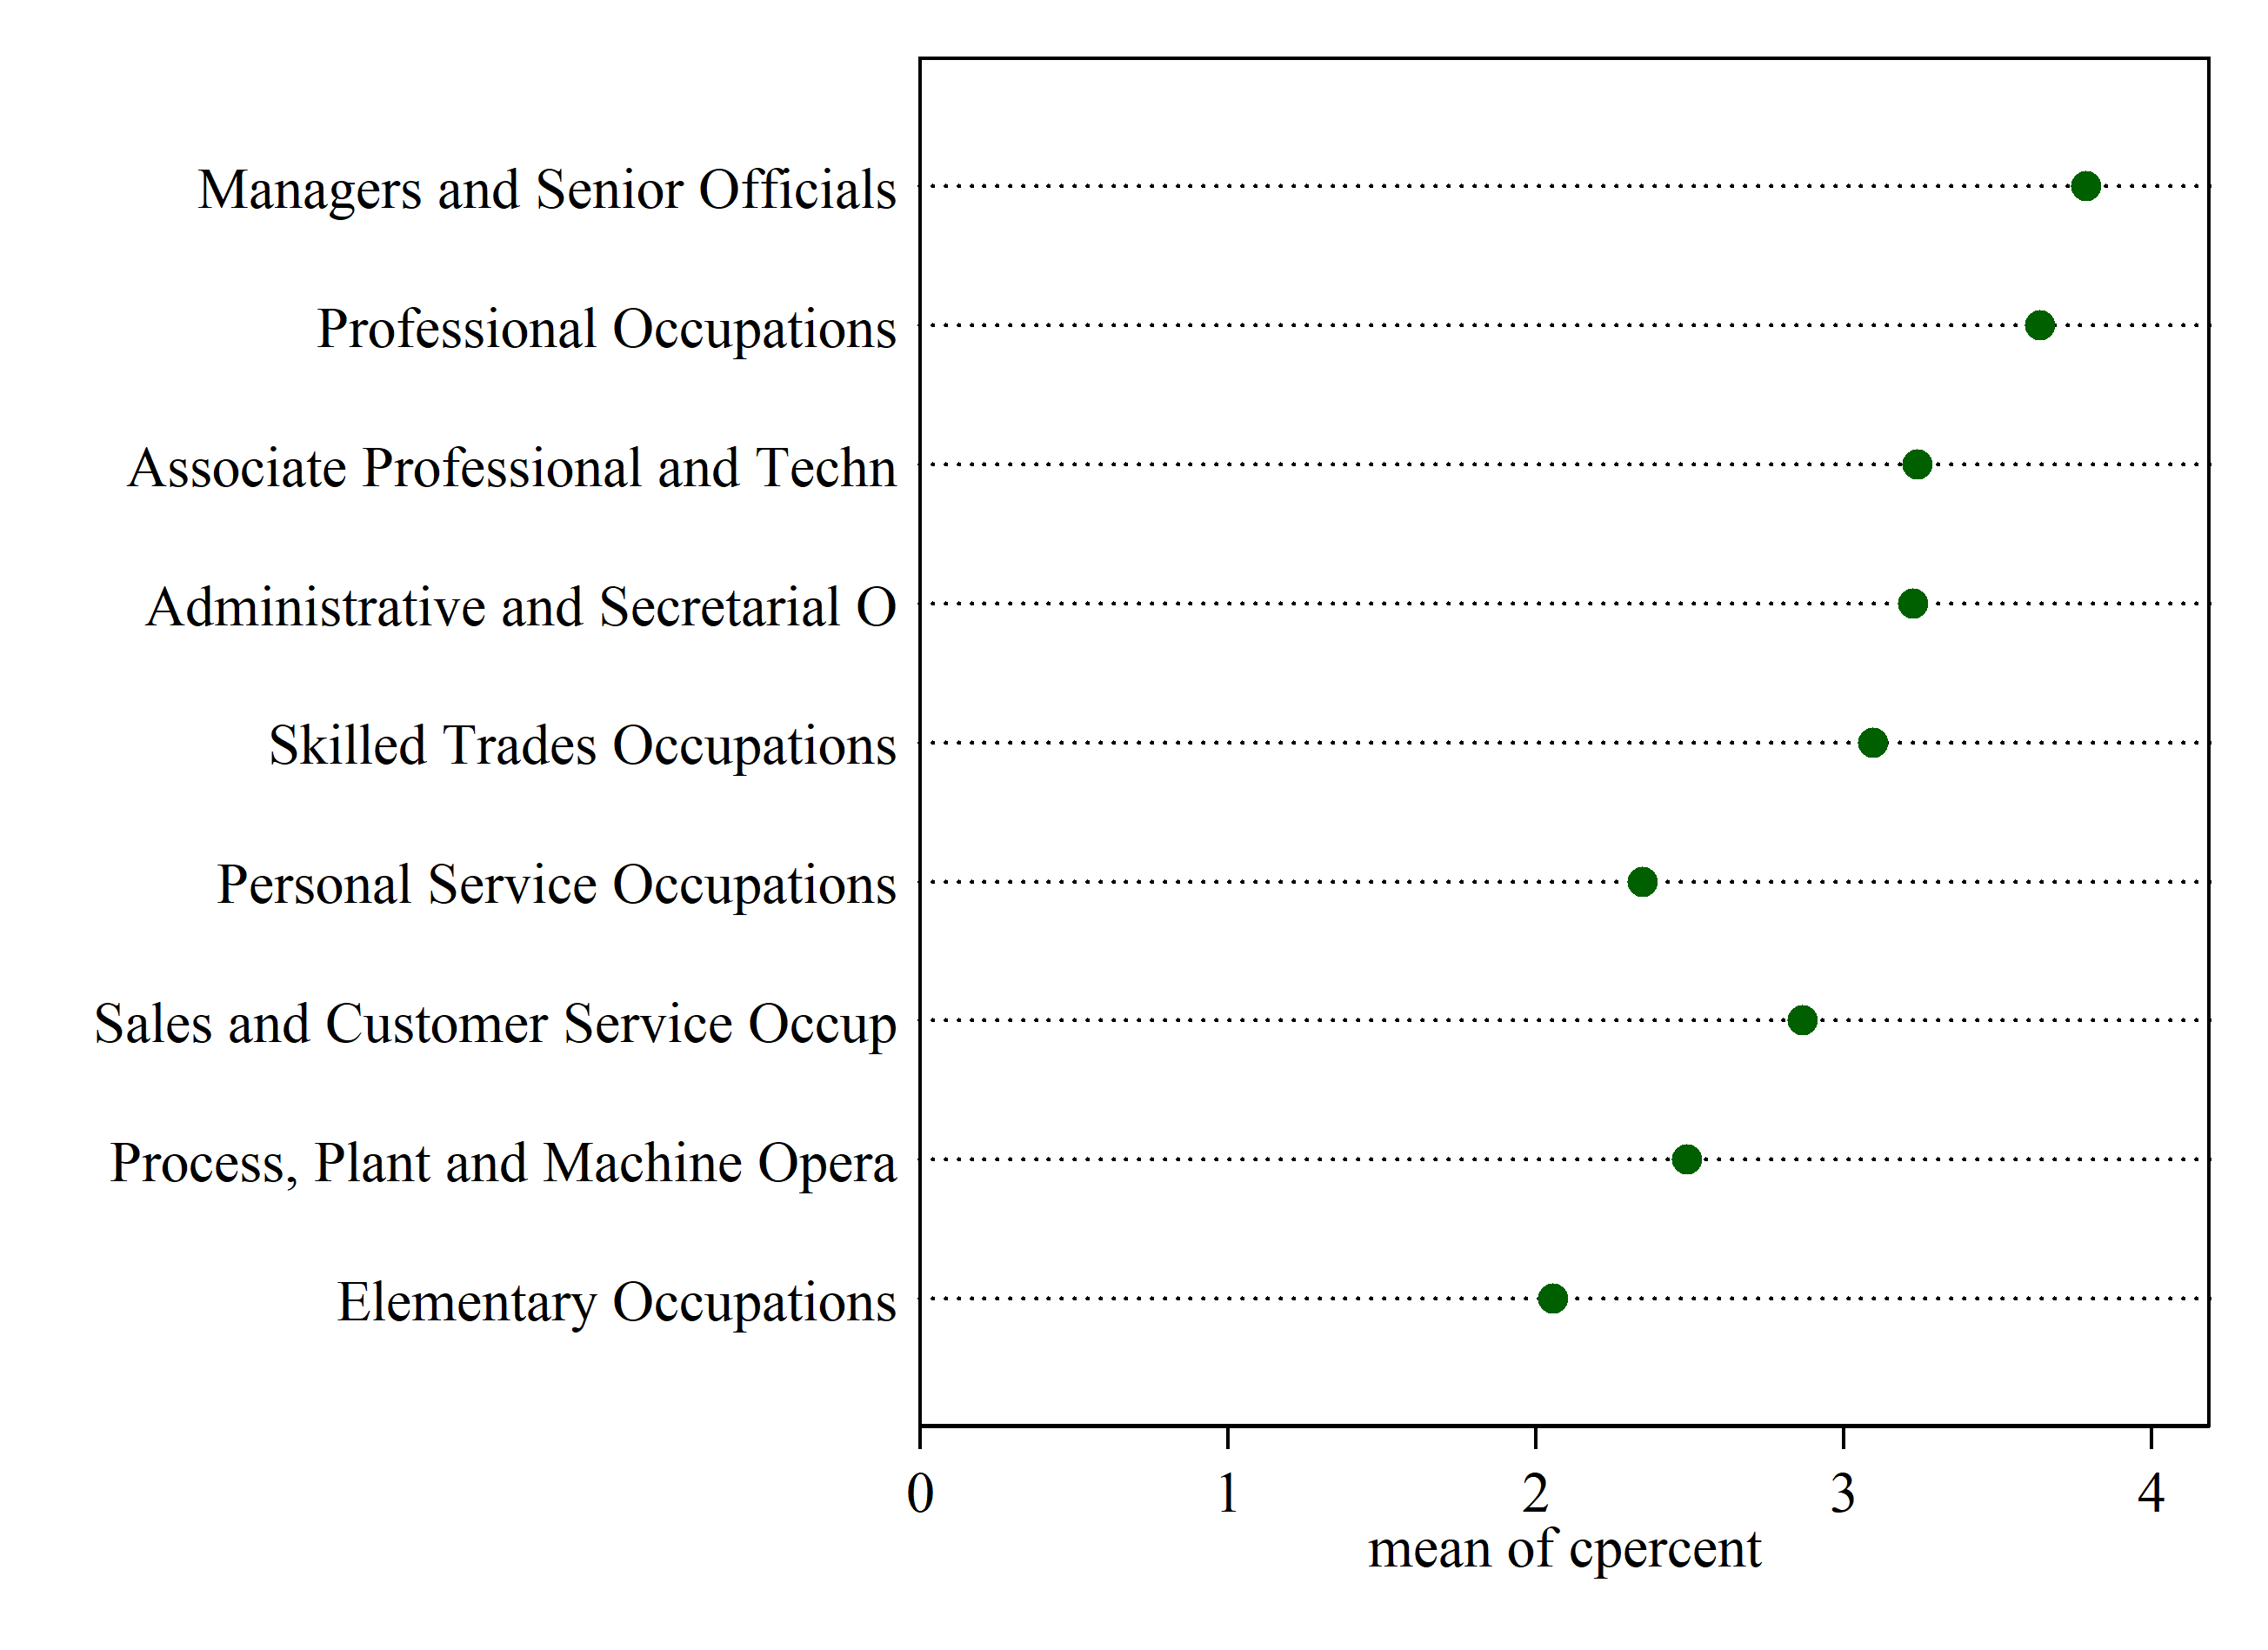 Managers and Senior Officials
Professional Occupations
Associate Professional and Techn
Administrative and Secretarial O
Skilled Trades Occupations
Personal Service Occupations
Sales and Customer Service Occup
Process, Plant and Machine Opera
Elementary Occupations
0 1 2 3 4
mean of cpercent